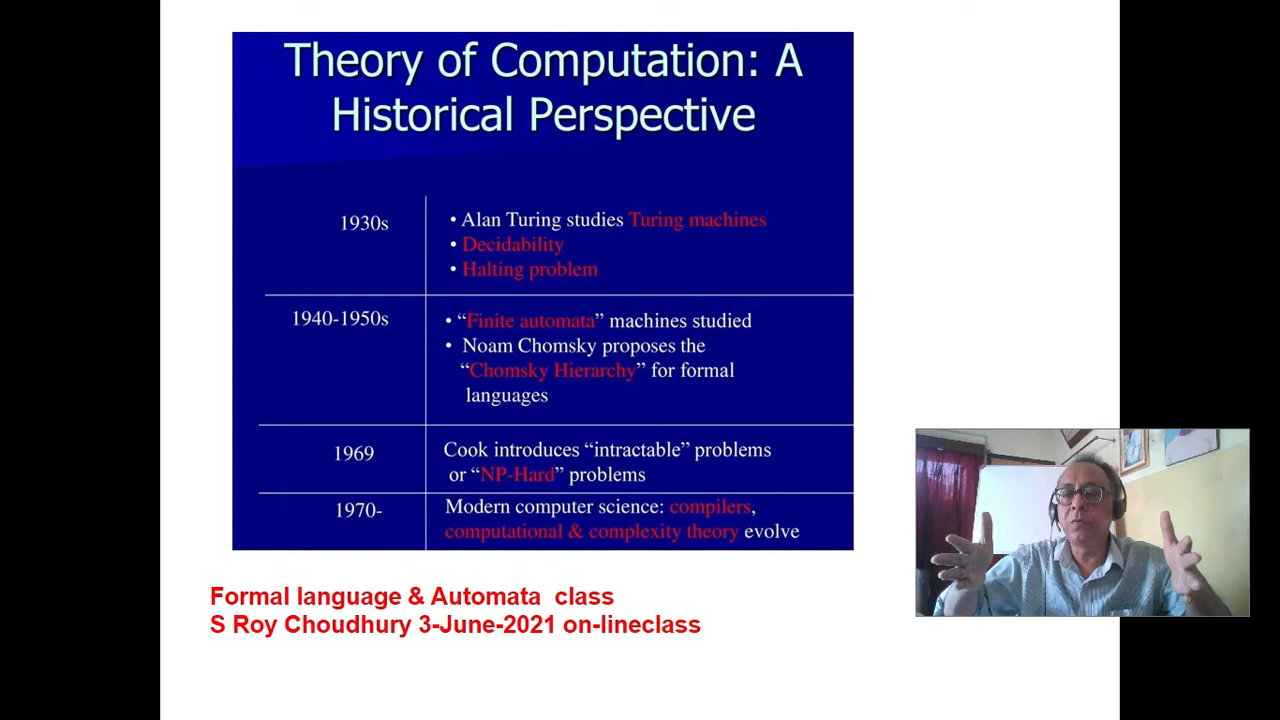 Theory of Computation: A
Historical Perspective
1930s
• Alan Turing studies Turing machines
• Decidability
• Halting problem
1940-1950s
• “Finite automata” machines studied
• Noam Chomsky proposes the
“Chomsky Hierarchy” for formal
languages
1969
Cook introduces “intractable” problems
or “NP-Hard” problems
1970-
Modern computer science: compilers,
computational & complexity theory evolve
Formal language & Automata class
S Roy Choudhury 3-June-2021 on-lineclass